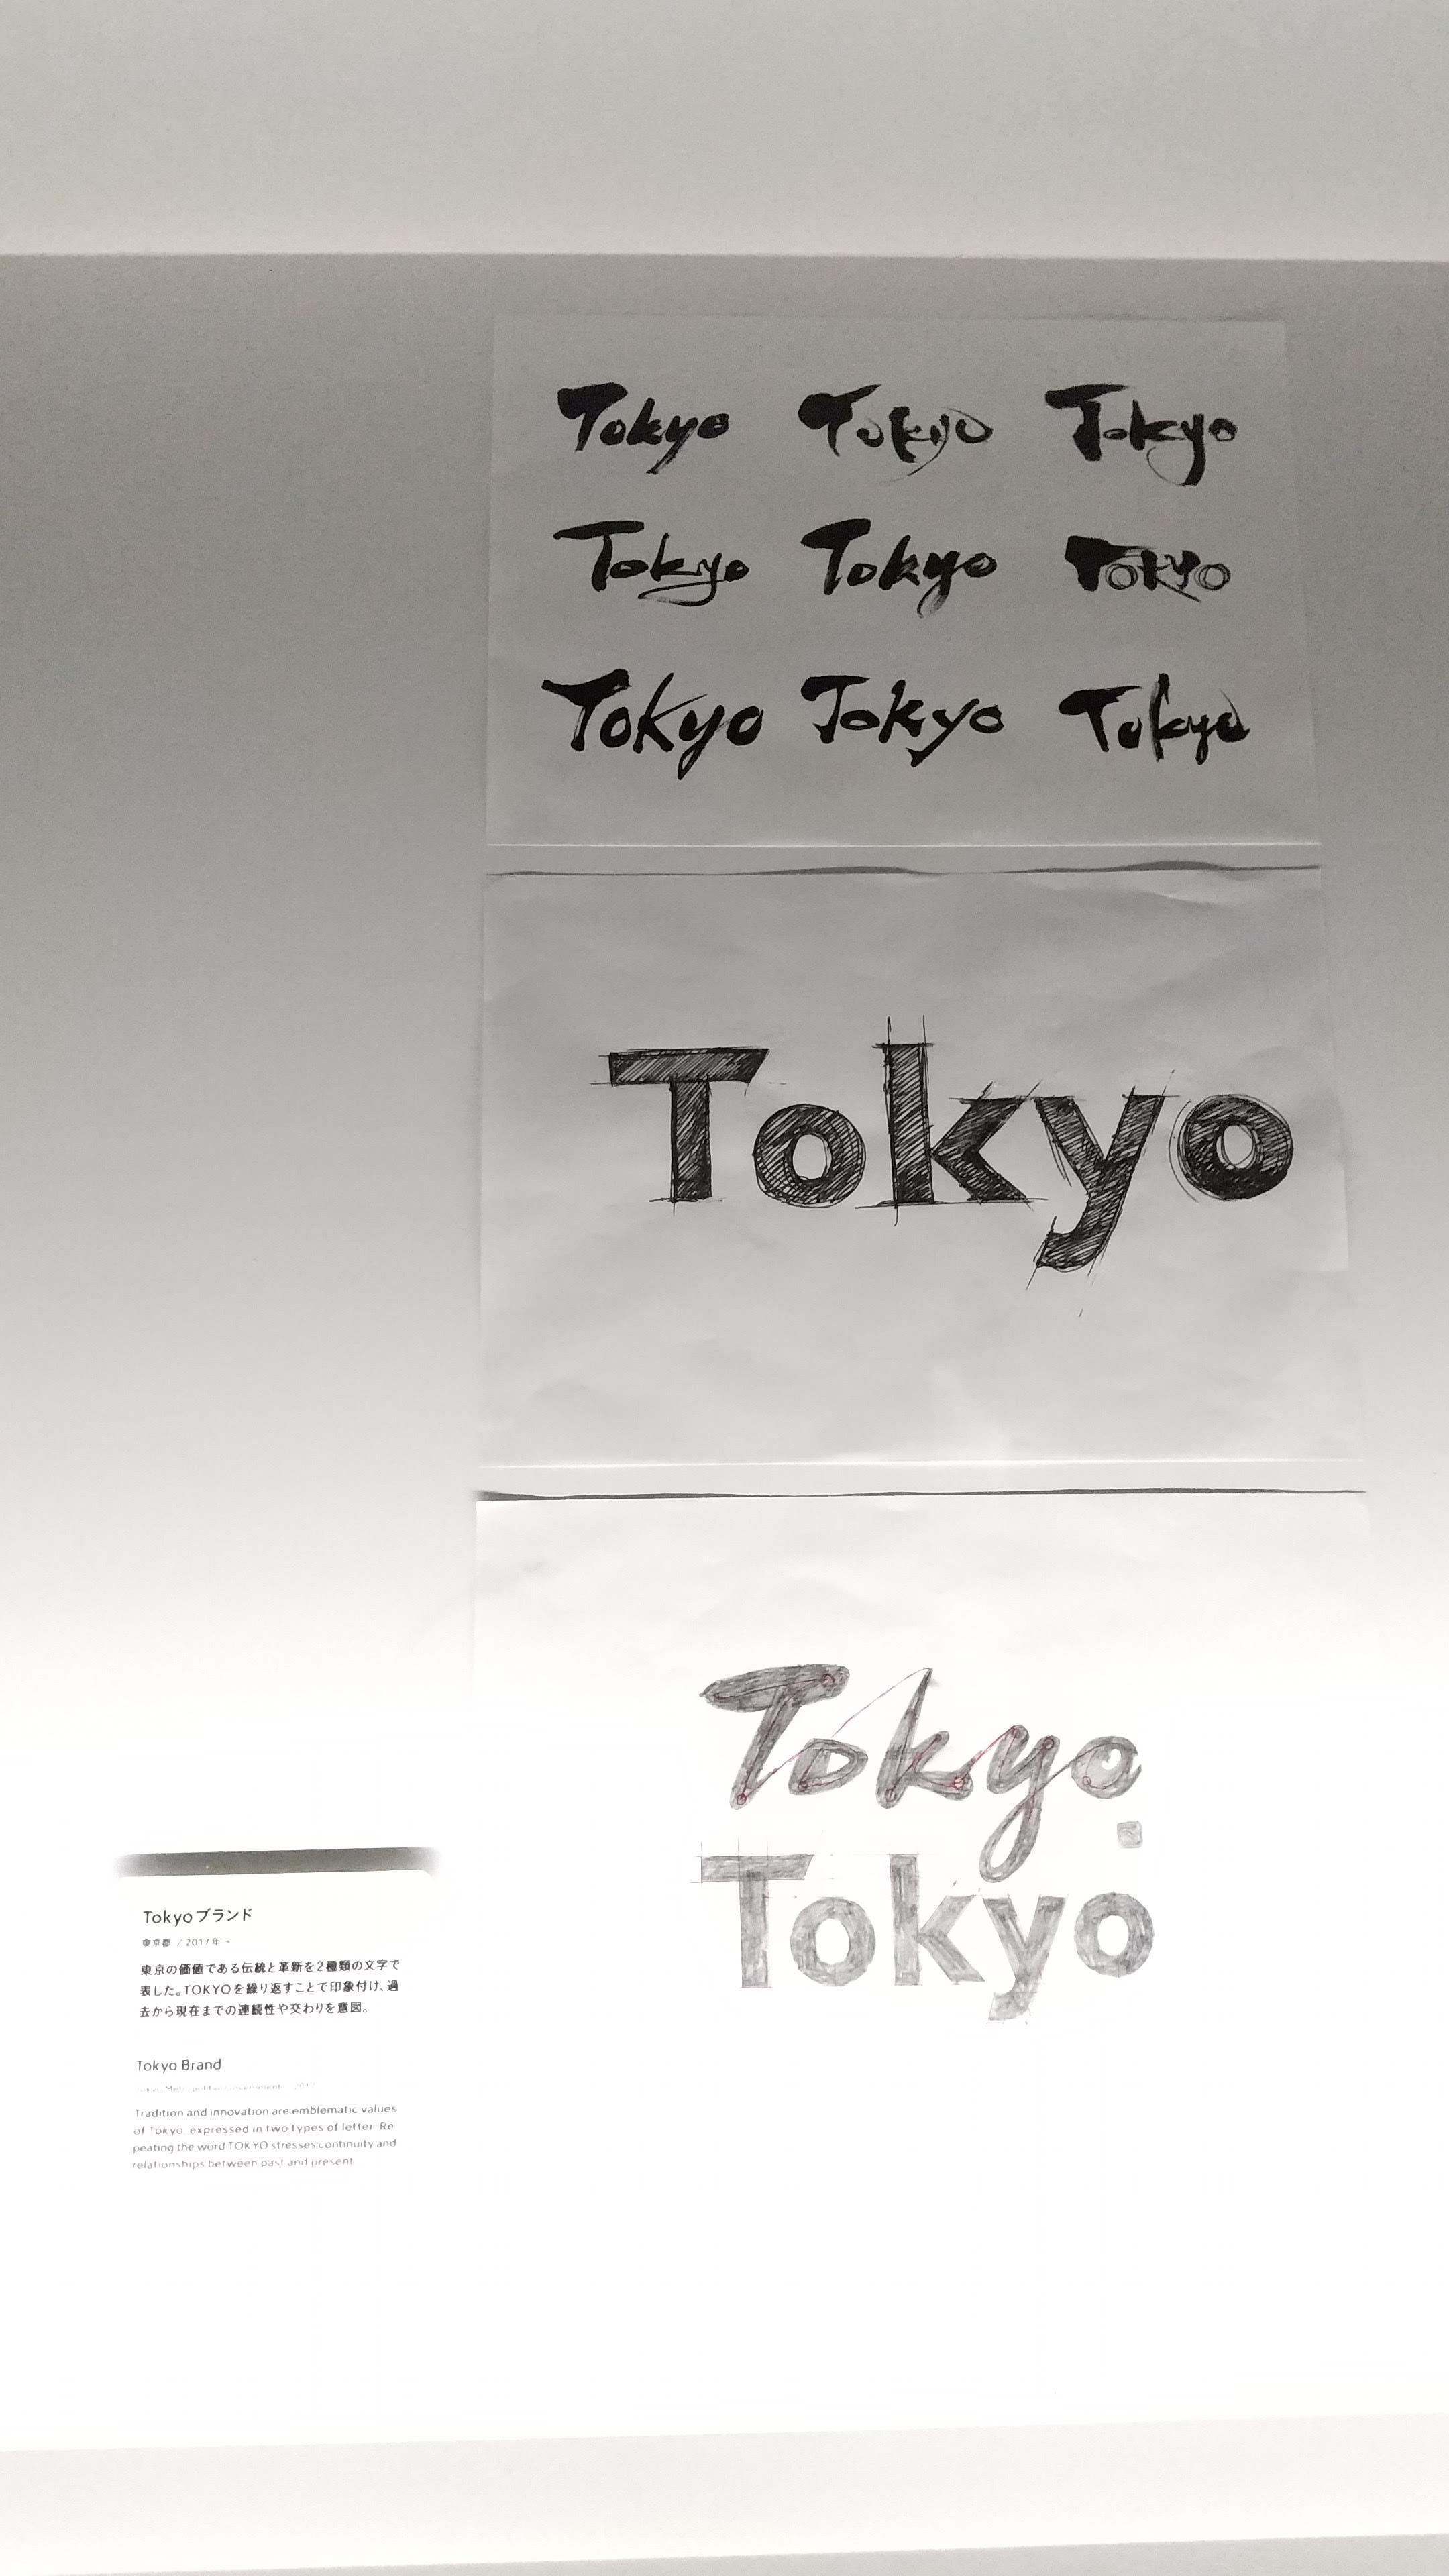 Tokyo Tokyo Tokyo
Tokyo Tokyo Tokyo
Tokyo Tokyo Tokyo
Tokyo
Tokyo
Tokyo
Tokyoブランド
東京都 / 2017年〜
東京の価値である伝統と革新を2種類の文字で
表した。TOKYOを繰り返すことで印象付け、過
去から現在までの連続性や交わりを意図。
Tokyo Brand
Tokyo Metropolitan Government 2017
Tradition and innovation are emblematic values
of Tokyo, expressed in two types of letter. Re
peating the word TOKYO stresses continuity and
relationships between past and present